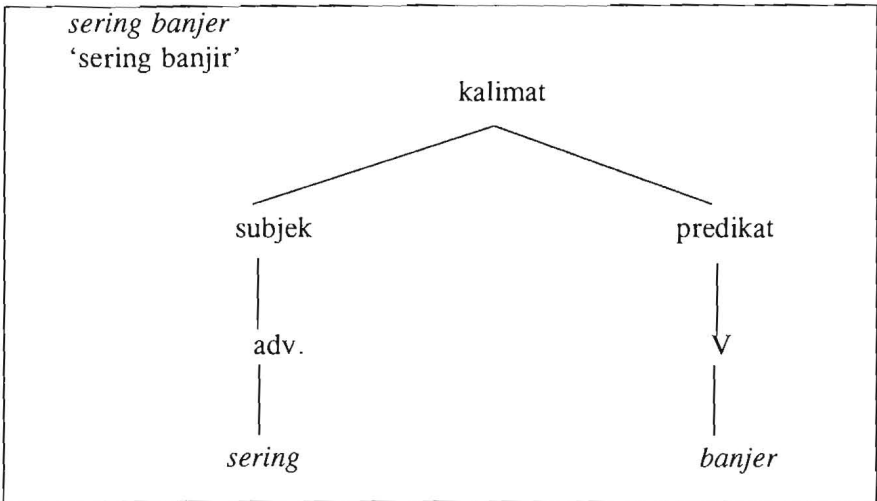 sering banjer
‘sering banjir’
kalimat
subjek predikat
adv. V
sering banjer